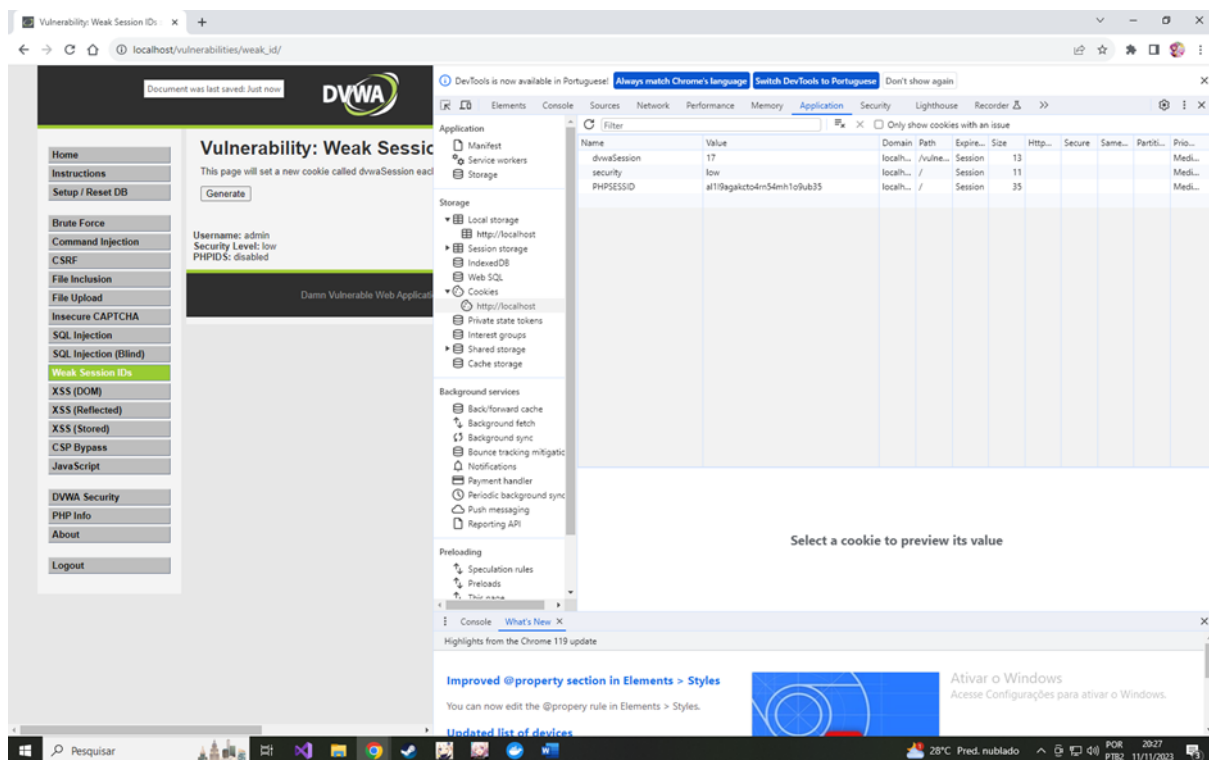 Vulnerability: Weak Session IDs
localhost/vulnerabilities/weak_id/
Document was last saved: Just now
DVWA
Home
Instructions
Setup / Reset DB
Brute Force
Command Injection
CSRF
File Inclusion
File Upload
Insecure CAPTCHA
SQL Injection
SQL Injection (Blind)
Weak Session IDs
XSS (DOM)
XSS (Reflected)
XSS (Stored)
CSP Bypass
JavaScript
DVWA Security
PHP Info
About
Logout
Vulnerability: Weak Sessic
This page will set a new cookie called dvwaSession eac
Generate
Username: admin
Security Level: low
PHPIDS: disabled
Damn Vulnerable Web Applicati
DevTools is now available in Portuguese! Always match Chrome's language Switch DevTools to Portuguese Don't show again
Elements Console Sources Network Performance Memory Application Security Lighthouse Recorder
Application
Manifest
Service workers
Storage
Storage
Local storage
http://localhost
Session storage
IndexedDB
Web SQL
Cookies
http://localhost
Private state tokens
Interest groups
Shared storage
Cache storage
Background services
Back/forward cache
Background fetch
Background sync
Bounce tracking mitigatic
Notifications
Payment handler
Periodic background sync
Push messaging
Reporting API
Preloading
Speculation rules
Preloads
This page
Filter Only show cookies with an issue
Name Value Domain Path Expire... Size Http... Secure Same... Partiti... Prio...
dvwaSession 17 localh... /vulne... Session 13 Medi...
security low localh... / Session 11 Medi...
PHPSESSID al1l9agakcto4rn54mh1o9ub35 localh... / Session 35 Medi...
Select a cookie to preview its value
Console What's New
Highlights from the Chrome 119 update
Improved @property section in Elements > Styles
You can now edit the @propery rule in Elements > Styles.
Updated list of devices
Ativar o Windows
Acesse Configurações para ativar o Windows.
Pesquisar
28°C Pred. nublado
POR
PTB2
20:27
11/11/2023